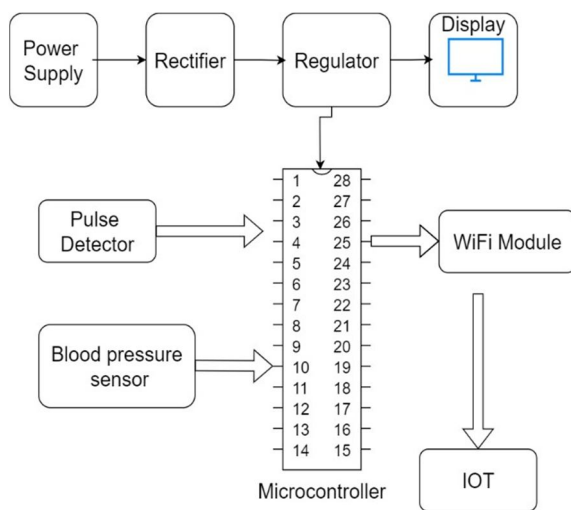 Power
Supply
Rectifier
Regulator
Display
Pulse
Detector
Blood pressure
sensor
1 28
2 27
3 26
4 25
5 24
6 23
7 22
8 21
9 20
10 19
11 18
12 17
13 16
14 15
Microcontroller
WiFi Module
IOT